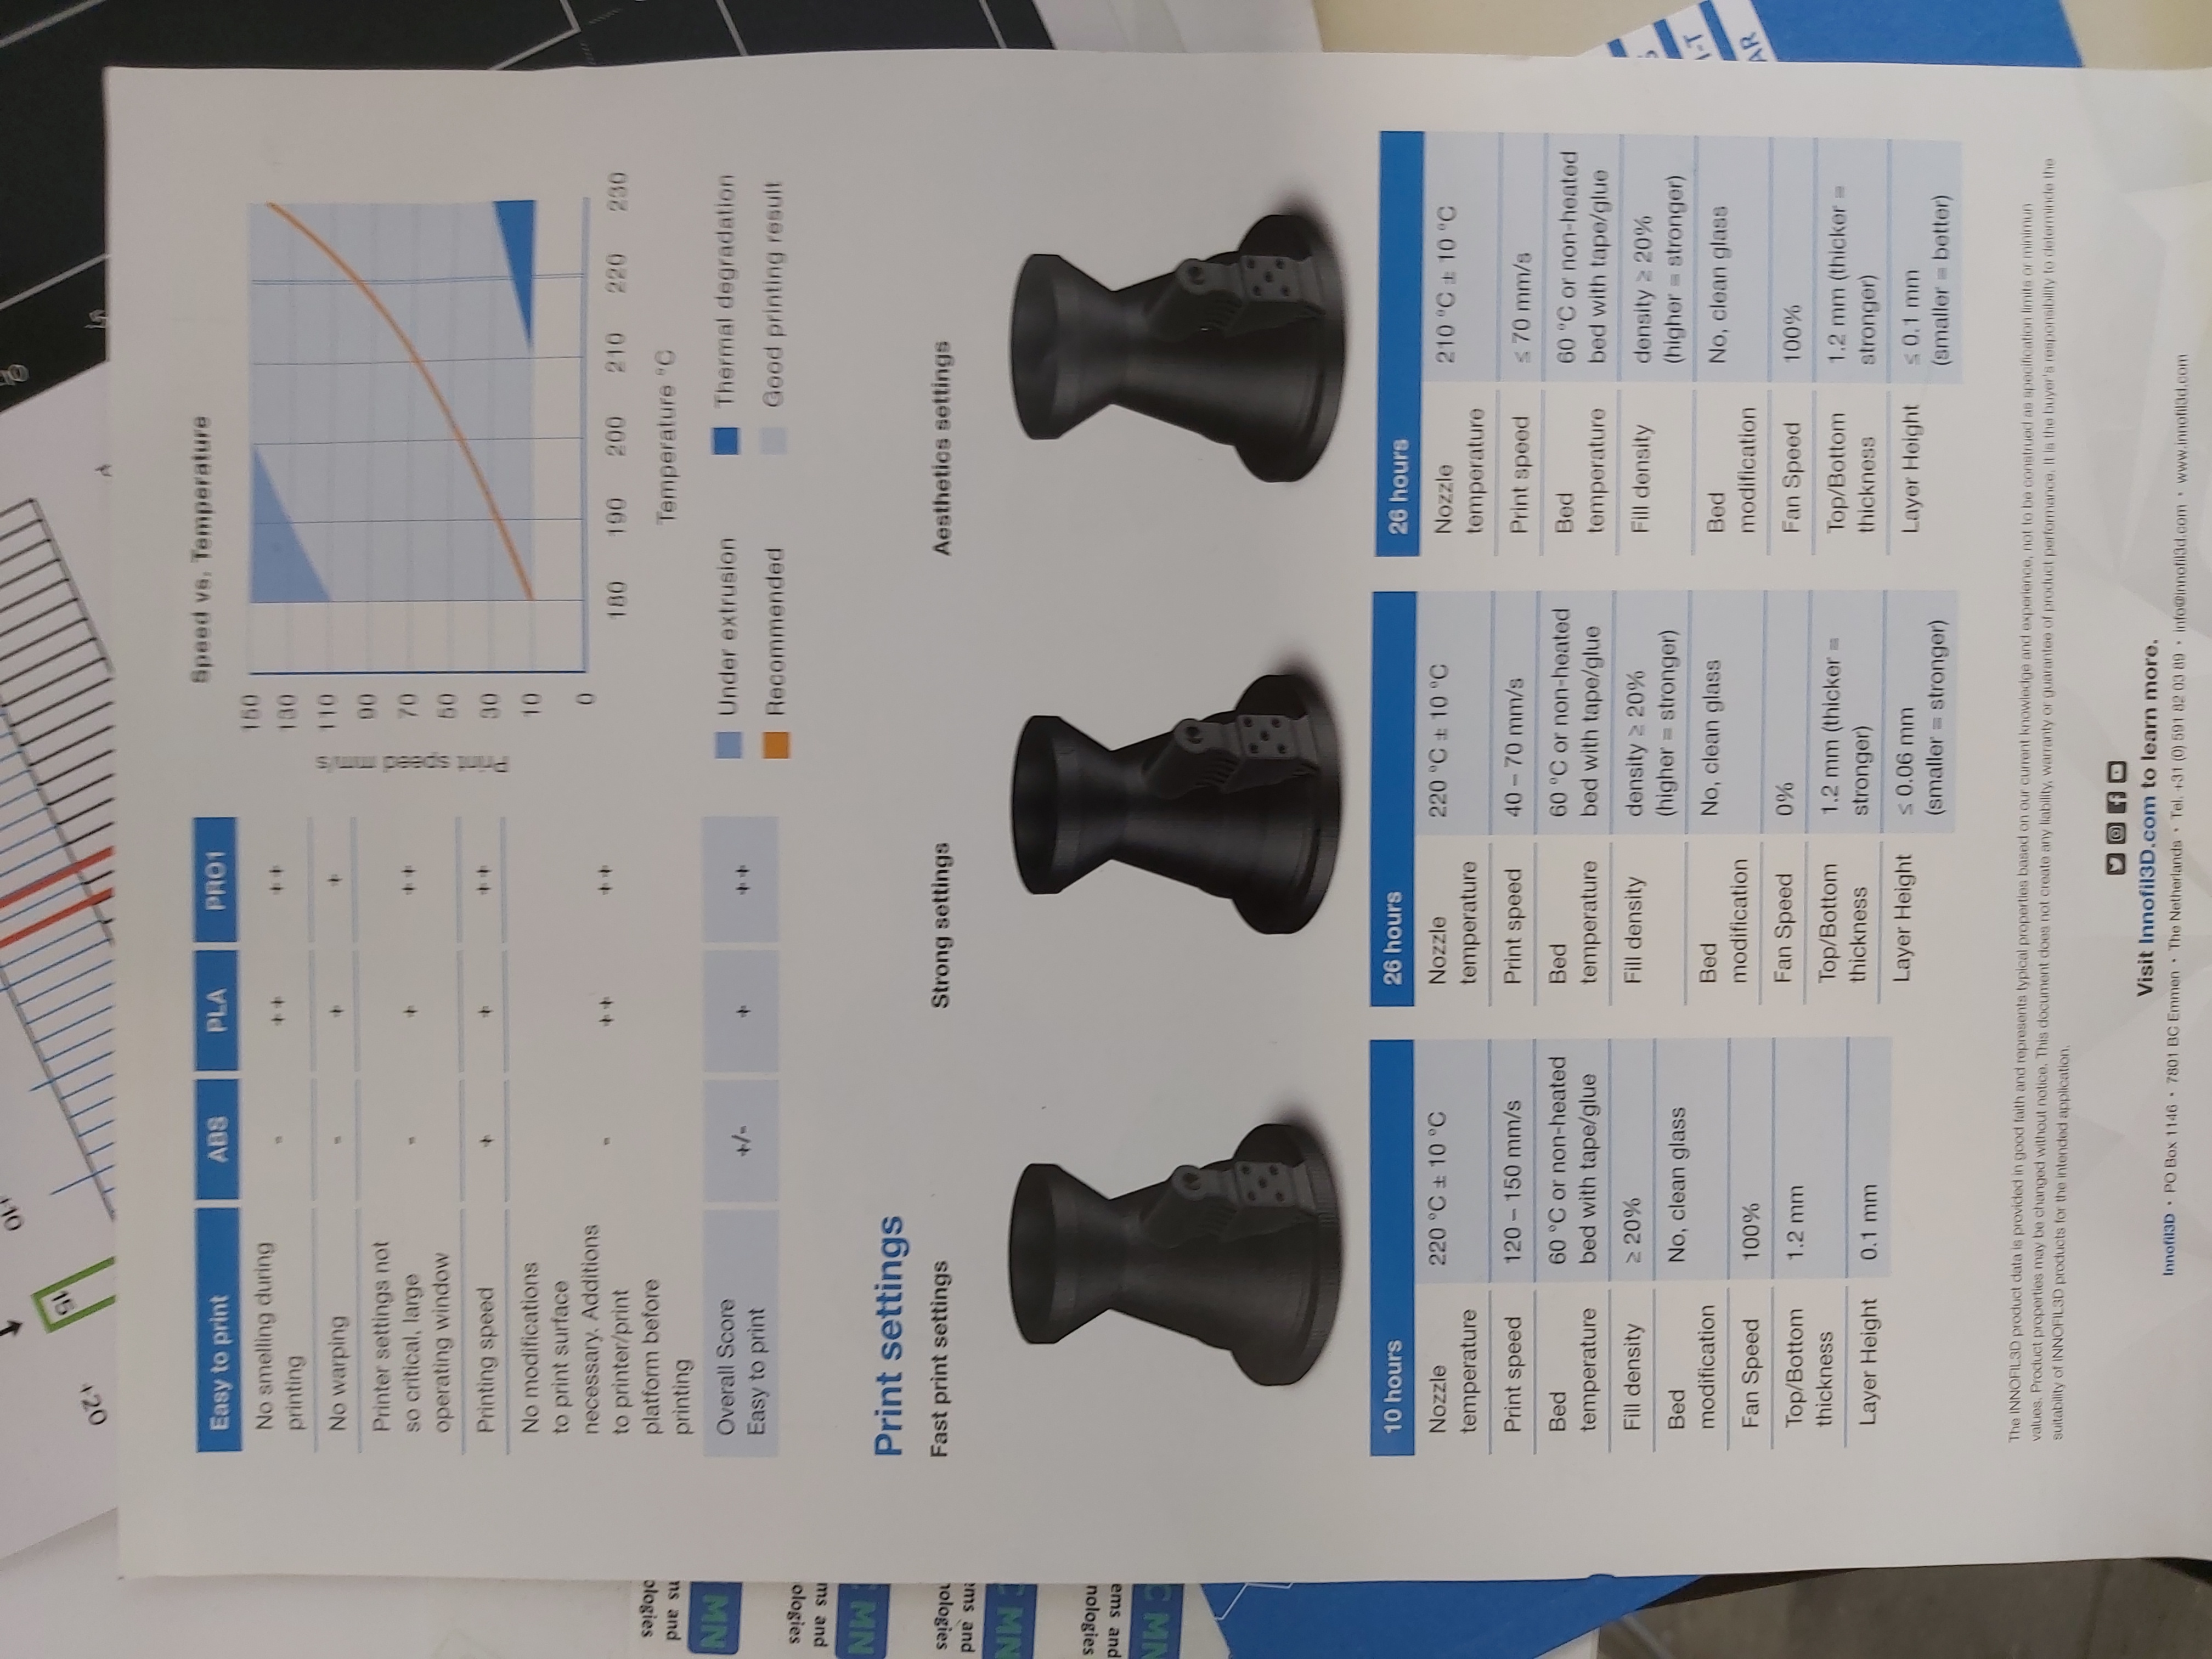 +10
+20
15
Easy to print ABS PLA PRO1
No smelling during
printing
- ++ ++
No warping - + +
Printer settings not
so critical, large
operating window
- + ++
Printing speed + + ++
No modifications
to print surface
necessary. Additions
to printer/print
platform before
printing
- ++ ++
Overall Score
Easy to print
+/- + ++
Speed vs. Temperature
Print speed mm/s
150
130
110
90
70
50
30
10
0
180 190 200 210 220 230
Temperature °C
Under extrusion
Thermal degradation
Recommended
Good printing result
Print settings
Fast print settings
Strong settings
Aesthetics settings
10 hours
Nozzle
temperature
220 °C ± 10 °C
Print speed 120 – 150 mm/s
Bed
temperature
60 °C or non-heated
bed with tape/glue
Fill density ≥ 20%
Bed
modification
No, clean glass
Fan Speed 100%
Top/Bottom
thickness
1.2 mm
Layer Height 0.1 mm
26 hours
Nozzle
temperature
220 °C ± 10 °C
Print speed 40 – 70 mm/s
Bed
temperature
60 °C or non-heated
bed with tape/glue
Fill density density ≥ 20%
(higher = stronger)
Bed
modification
No, clean glass
Fan Speed 0%
Top/Bottom
thickness
1.2 mm (thicker =
stronger)
Layer Height ≤ 0.06 mm
(smaller = stronger)
26 hours
Nozzle
temperature
210 °C ± 10 °C
Print speed ≤ 70 mm/s
Bed
temperature
60 °C or non-heated
bed with tape/glue
Fill density density ≥ 20%
(higher = stronger)
Bed
modification
No, clean glass
Fan Speed 100%
Top/Bottom
thickness
1.2 mm (thicker =
stronger)
Layer Height ≤ 0.1 mm
(smaller = better)
The INNOFIL3D product data is provided in good faith and represents typical properties based on our current knowledge and experience, not to be construed as specification limits or minimun
values. Product properties may be changed without notice. This document does not create any liability, warranty or guarantee of product performance. It is the buyer's responsibility to determinde the
suitability of INNOFIL3D products for the intended application.
Visit Innofil3D.com to learn more.
Innofil3D • PO Box 1146 • 7801 BC Emmen • The Netherlands • Tel. +31 (0) 591 82 03 89 • info@innofil3d.com • www.innofil3d.com